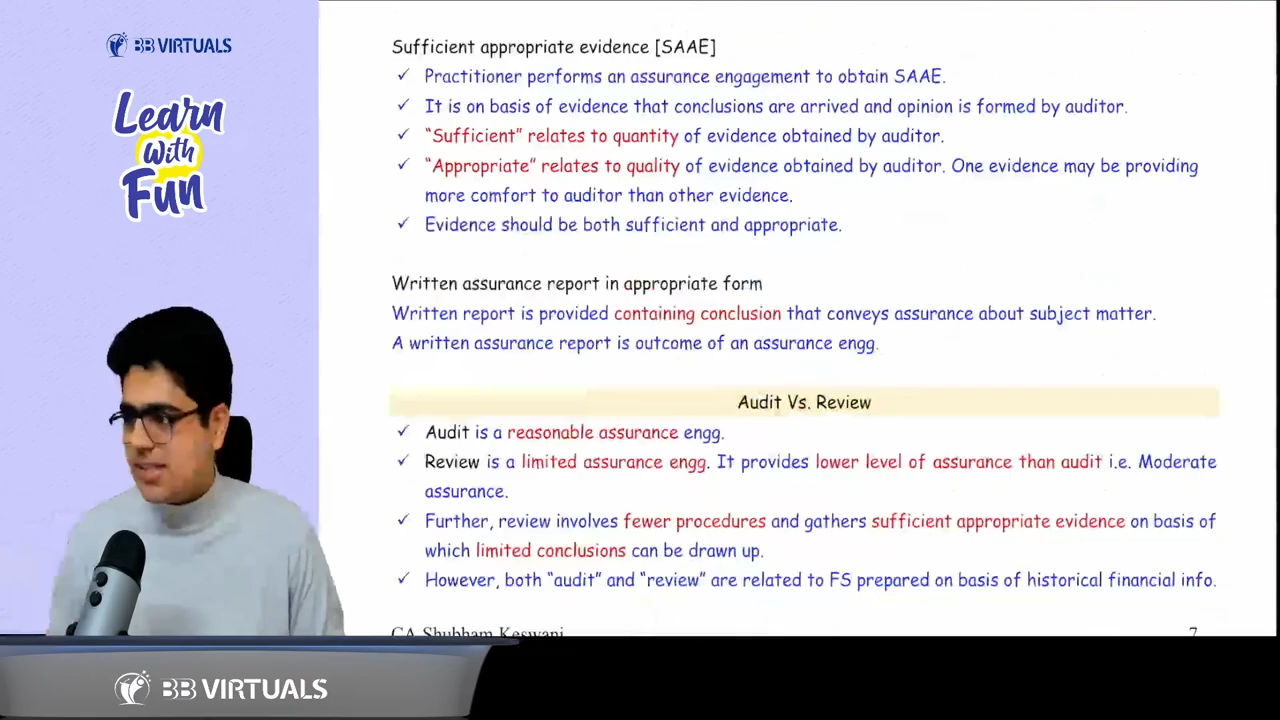 BB VIRTUALS
Learn
With
Fun
Sufficient appropriate evidence [SAAE]
✓ Practitioner performs an assurance engagement to obtain SAAE.
✓ It is on basis of evidence that conclusions are arrived and opinion is formed by auditor.
✓ “Sufficient” relates to quantity of evidence obtained by auditor.
✓ “Appropriate” relates to quality of evidence obtained by auditor. One evidence may be providing
more comfort to auditor than other evidence.
✓ Evidence should be both sufficient and appropriate.
Written assurance report in appropriate form
Written report is provided containing conclusion that conveys assurance about subject matter.
A written assurance report is outcome of an assurance engg.
Audit Vs. Review
✓ Audit is a reasonable assurance engg.
✓ Review is a limited assurance engg. It provides lower level of assurance than audit i.e. Moderate
assurance.
✓ Further, review involves fewer procedures and gathers sufficient appropriate evidence on basis of
which limited conclusions can be drawn up.
✓ However, both “audit” and “review” are related to FS prepared on basis of historical financial info.
CA Shubham Keswani
7
BB VIRTUALS